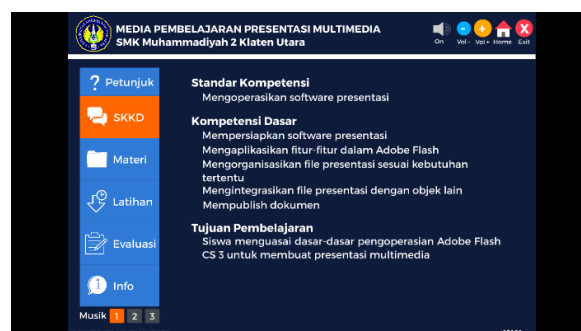 MEDIA PEMBELAJARAN PRESENTASI MULTIMEDIA
SMK Muhammadiyah 2 Klaten Utara
On Vol- Vol+ Home Exit
? Petunjuk
SKKD
Materi
Latihan
Evaluasi
Info
Musik 1 2 3
Standar Kompetensi
Mengoperasikan software presentasi
Kompetensi Dasar
Mempersiapkan software presentasi
Mengaplikasikan fitur-fitur dalam Adobe Flash
Mengorganisasikan file presentasi sesuai kebutuhan
tertentu
Mengintegrasikan file presentasi dengan objek lain
Mempublish dokumen
Tujuan Pembelajaran
Siswa menguasai dasar-dasar pengoperasian Adobe Flash
CS 3 untuk membuat presentasi multimedia